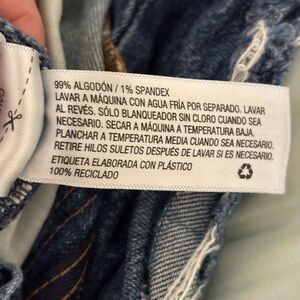 99% ALGODÓN / 1% SPANDEX
LAVAR A MÁQUINA CON AGUA FRÍA POR SEPARADO. LAVAR
AL REVÉS. SÓLO BLANQUEADOR SIN CLORO CUANDO SEA
NECESARIO. SECAR A MÁQUINA A TEMPERATURA BAJA.
PLANCHAR A TEMPERATURA MEDIA CUANDO SEA NECESARIO.
RETIRE HILOS SUELTOS DESPUÉS DE LAVAR SI ES NECESARIO.
ETIQUETA ELABORADA CON PLÁSTICO
100% RECICLADO